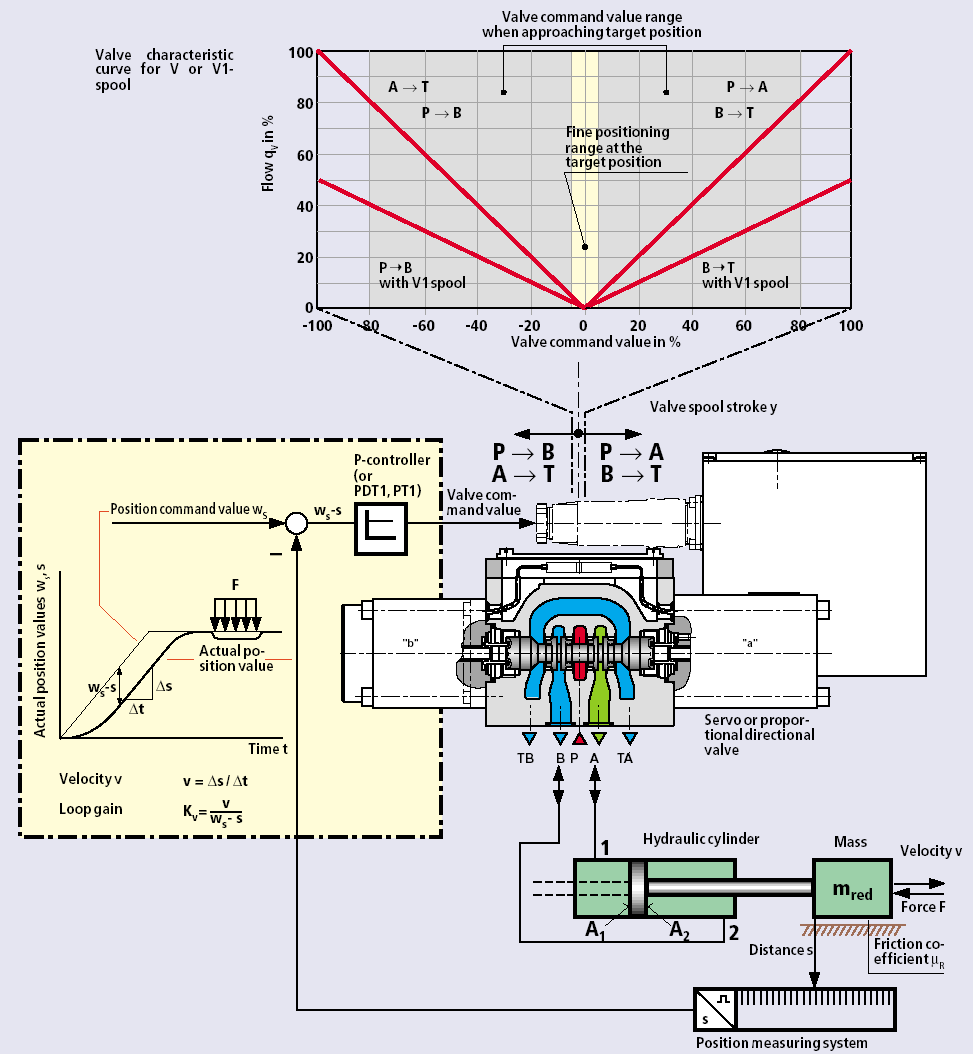 Valve command value range
when approaching target position
Valve characteristic
curve for V or V1-
spool
Flow qv in %
100
80
60
40
20
0
A → T
P → B
P → A
B → T
Fine positioning
range at the
target position
P → B
with V1 spool
B → T
with V1 spool
-100 -80 -60 -40 -20 0 20 40 60 80 100
Valve command value in %
Valve spool stroke y
P → B
A → T
P → A
B → T
P-controller
(or
PDT1, PT1)
Valve com-
mand value
Position command value ws
ws-s
–
Actual position values ws, s
F
Actual po-
sition value
ws-s
Δs
Δt
Time t
Velocity v
v = Δs / Δt
Loop gain
Kv = v / ws- s
"b"
"a"
Servo or propor-
tional directional
valve
TB B P A TA
1
Hydraulic cylinder
Mass
Velocity v
mred
Force F
A1
A2
2
Distance s
Friction co-
efficient μR
s
Position measuring system